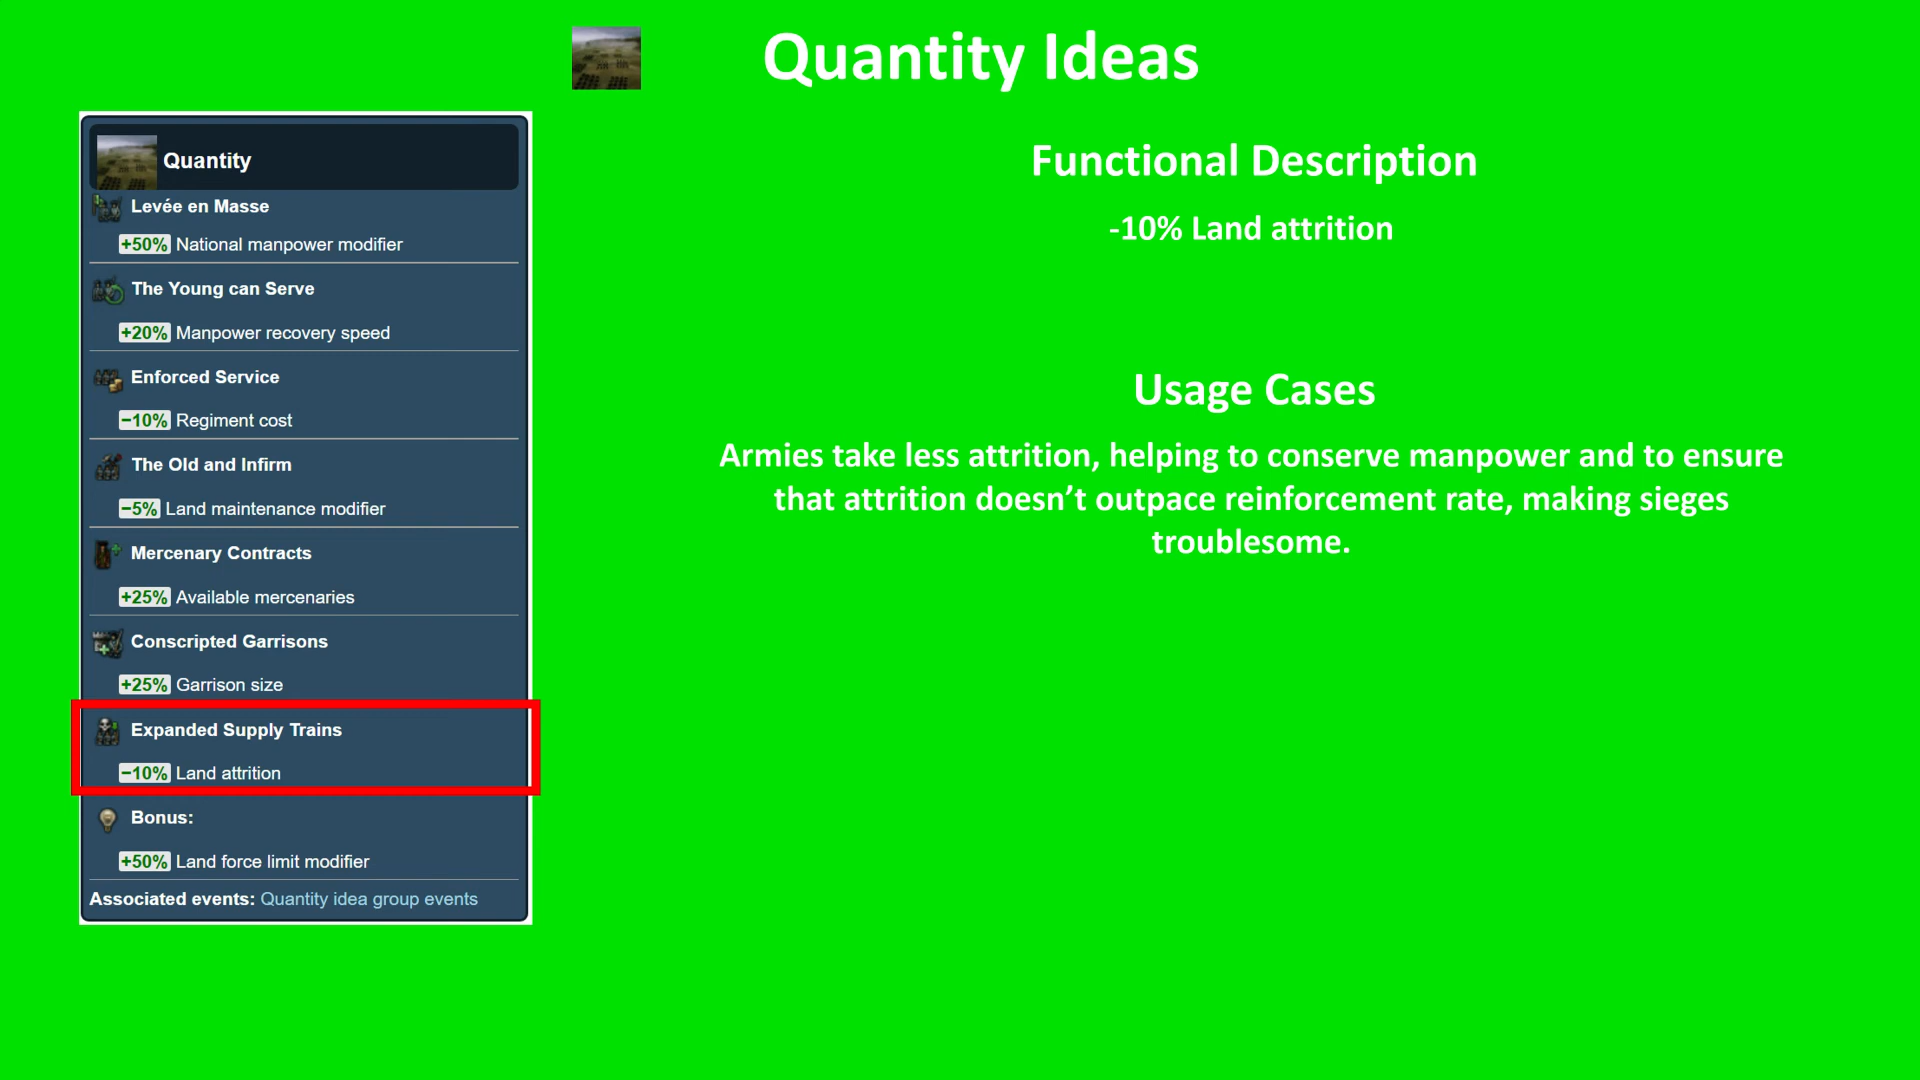 Quantity Ideas
Quantity
Levée en Masse
+50% National manpower modifier
The Young can Serve
+20% Manpower recovery speed
Enforced Service
−10% Regiment cost
The Old and Infirm
−5% Land maintenance modifier
Mercenary Contracts
+25% Available mercenaries
Conscripted Garrisons
+25% Garrison size
Expanded Supply Trains
−10% Land attrition
Bonus:
+50% Land force limit modifier
Associated events: Quantity idea group events
Functional Description
-10% Land attrition
Usage Cases
Armies take less attrition, helping to conserve manpower and to ensure
that attrition doesn’t outpace reinforcement rate, making sieges
troublesome.